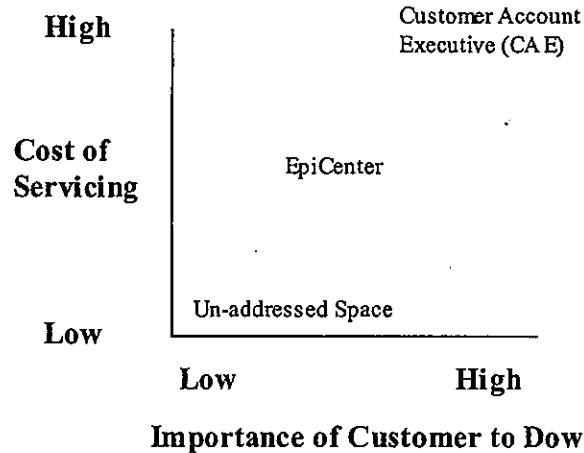 High
Customer Account
Executive (CAE)
Cost of
Servicing
EpiCenter
Un-addressed Space
Low
Low
High
Importance of Customer to Dow